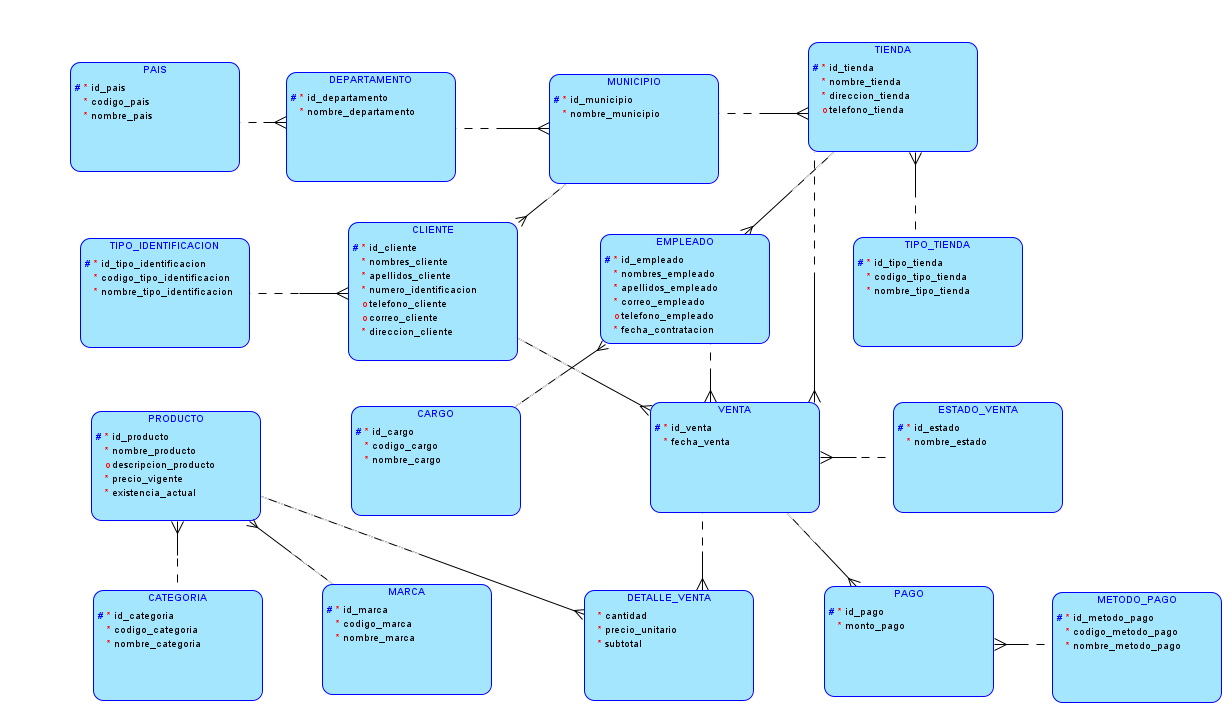 PAIS
# * id_pais
* codigo_pais
* nombre_pais
DEPARTAMENTO
# * id_departamento
* nombre_departamento
MUNICIPIO
# * id_municipio
* nombre_municipio
TIENDA
# * id_tienda
* nombre_tienda
* direccion_tienda
o telefono_tienda
TIPO_IDENTIFICACION
# * id_tipo_identificacion
* codigo_tipo_identificacion
* nombre_tipo_identificacion
CLIENTE
# * id_cliente
* nombres_cliente
* apellidos_cliente
* numero_identificacion
o telefono_cliente
o correo_cliente
* direccion_cliente
EMPLEADO
# * id_empleado
* nombres_empleado
* apellidos_empleado
* correo_empleado
o telefono_empleado
* fecha_contratacion
TIPO_TIENDA
# * id_tipo_tienda
* codigo_tipo_tienda
* nombre_tipo_tienda
PRODUCTO
# * id_producto
* nombre_producto
o descripcion_producto
* precio_vigente
* existencia_actual
CARGO
# * id_cargo
* codigo_cargo
* nombre_cargo
VENTA
# * id_venta
* fecha_venta
ESTADO_VENTA
# * id_estado
* nombre_estado
CATEGORIA
# * id_categoria
* codigo_categoria
* nombre_categoria
MARCA
# * id_marca
* codigo_marca
* nombre_marca
DETALLE_VENTA
* cantidad
* precio_unitario
* subtotal
PAGO
# * id_pago
* monto_pago
METODO_PAGO
# * id_metodo_pago
* codigo_metodo_pago
* nombre_metodo_pago